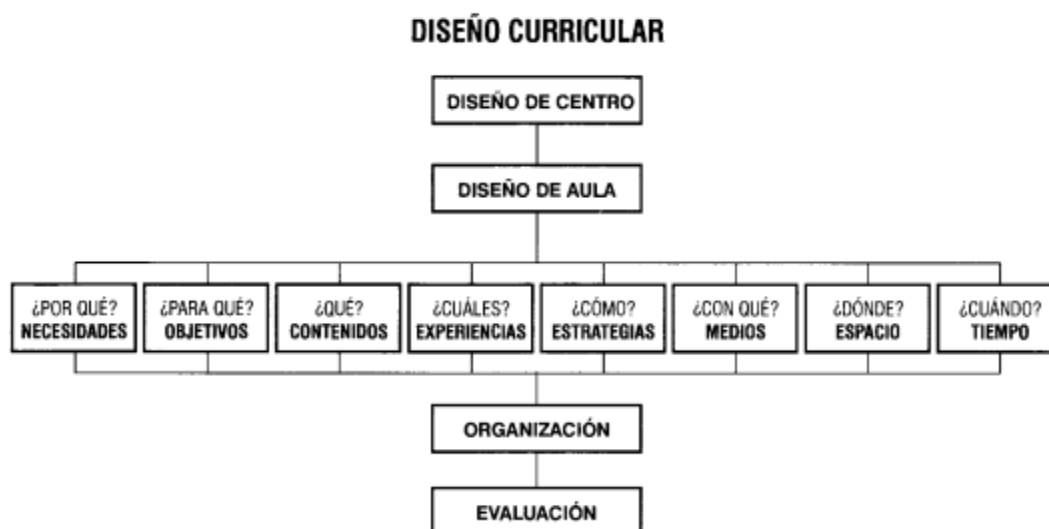 DISEÑO CURRICULAR
DISEÑO DE CENTRO
DISEÑO DE AULA
¿POR QUÉ?
NECESIDADES
¿PARA QUÉ?
OBJETIVOS
¿QUÉ?
CONTENIDOS
¿CUÁLES?
EXPERIENCIAS
¿CÓMO?
ESTRATEGIAS
¿CON QUÉ?
MEDIOS
¿DÓNDE?
ESPACIO
¿CUÁNDO?
TIEMPO
ORGANIZACIÓN
EVALUACIÓN